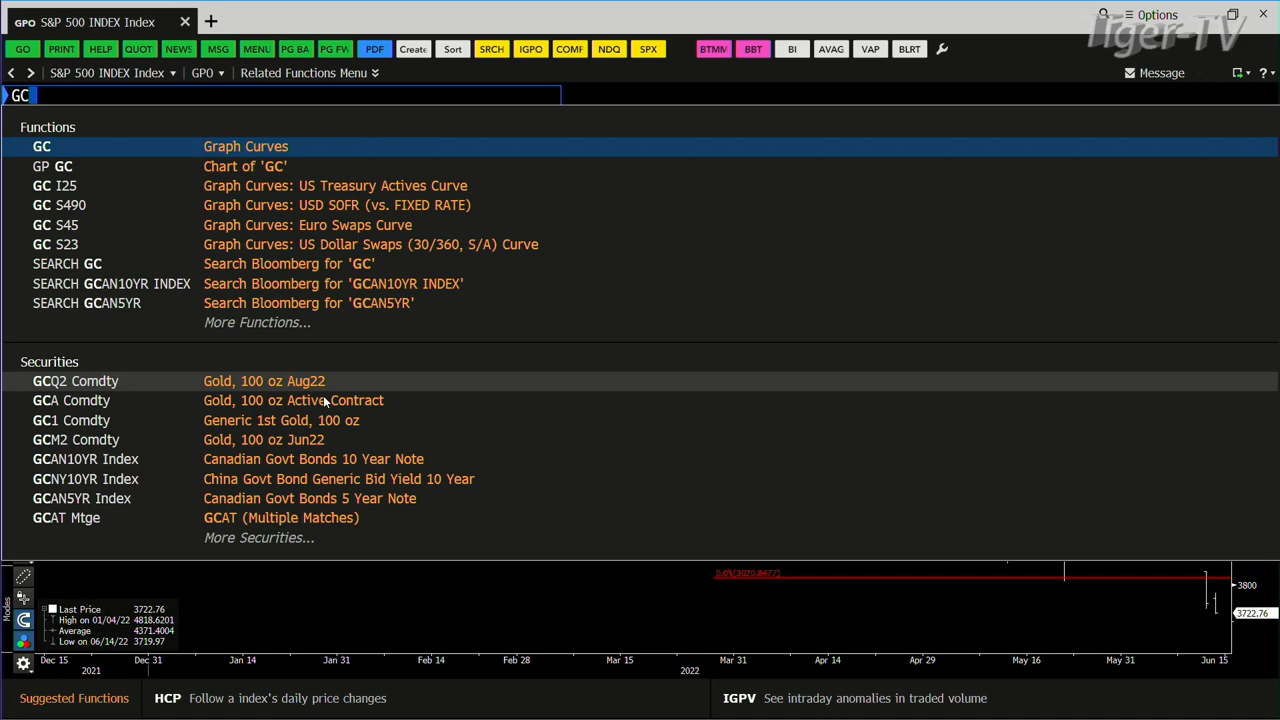 GPO S&P 500 INDEX Index
Options
Tiger-TV
GO PRINT HELP QUOT NEWS MSG MENU PG BA PG FW PDF Create Sort SRCH IGPO COMF NDQ SPX BTMM BBT BI AVAG VAP BLRT
S&P 500 INDEX Index GPO Related Functions Menu Message
GC
Functions
GC Graph Curves
GP GC Chart of 'GC'
GC I25 Graph Curves: US Treasury Actives Curve
GC S490 Graph Curves: USD SOFR (vs. FIXED RATE)
GC S45 Graph Curves: Euro Swaps Curve
GC S23 Graph Curves: US Dollar Swaps (30/360, S/A) Curve
SEARCH GC Search Bloomberg for 'GC'
SEARCH GCAN10YR INDEX Search Bloomberg for 'GCAN10YR INDEX'
SEARCH GCAN5YR Search Bloomberg for 'GCAN5YR'
More Functions...
Securities
GCQ2 Comdty Gold, 100 oz Aug22
GCA Comdty Gold, 100 oz Active Contract
GC1 Comdty Generic 1st Gold, 100 oz
GCM2 Comdty Gold, 100 oz Jun22
GCAN10YR Index Canadian Govt Bonds 10 Year Note
GCNY10YR Index China Govt Bond Generic Bid Yield 10 Year
GCAN5YR Index Canadian Govt Bonds 5 Year Note
GCAT Mtge GCAT (Multiple Matches)
More Securities...
Modes
3800
Last Price 3722.76
High on 01/04/22 4818.6201
Average 4371.4004
Low on 06/14/22 3719.97
3722.76
Dec 15 Dec 31 Jan 14 Jan 31 Feb 14 Feb 28 Mar 15 Mar 31 Apr 14 Apr 29 May 16 May 31 Jun 15
2021 2022
Suggested Functions HCP Follow a index's daily price changes IGPV See intraday anomalies in traded volume